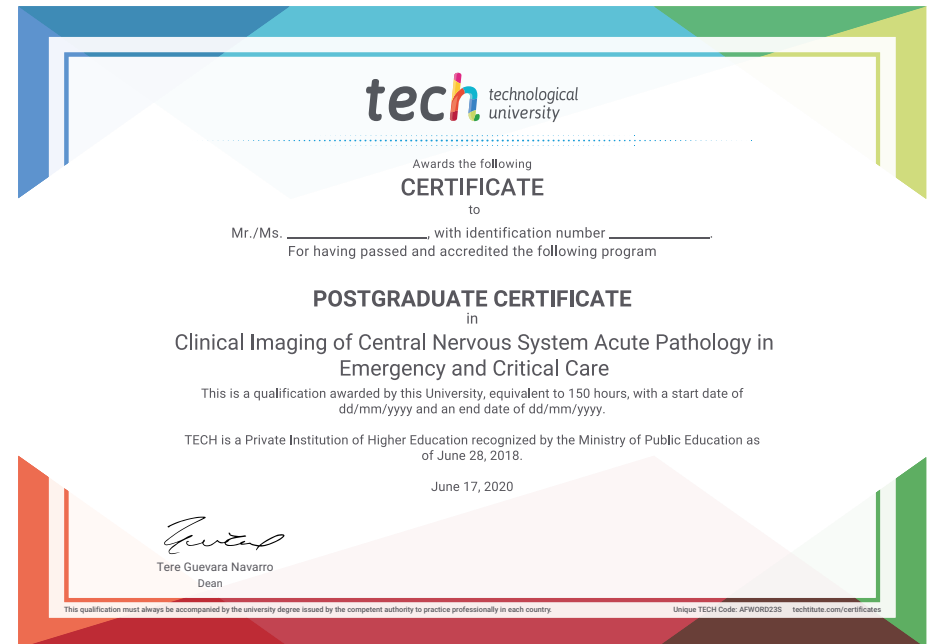 tech technological
university
Awards the following
CERTIFICATE
to
Mr./Ms. ____________, with identification number ____________.
For having passed and accredited the following program
POSTGRADUATE CERTIFICATE
in
Clinical Imaging of Central Nervous System Acute Pathology in
Emergency and Critical Care
This is a qualification awarded by this University, equivalent to 150 hours, with a start date of
dd/mm/yyyy and an end date of dd/mm/yyyy.
TECH is a Private Institution of Higher Education recognized by the Ministry of Public Education as
of June 28, 2018.
June 17, 2020
Tere Guevara Navarro
Dean
This qualification must always be accompanied by the university degree issued by the competent authority to practice professionally in each country. Unique TECH Code: AFWORD23S techtitute.com/certificates